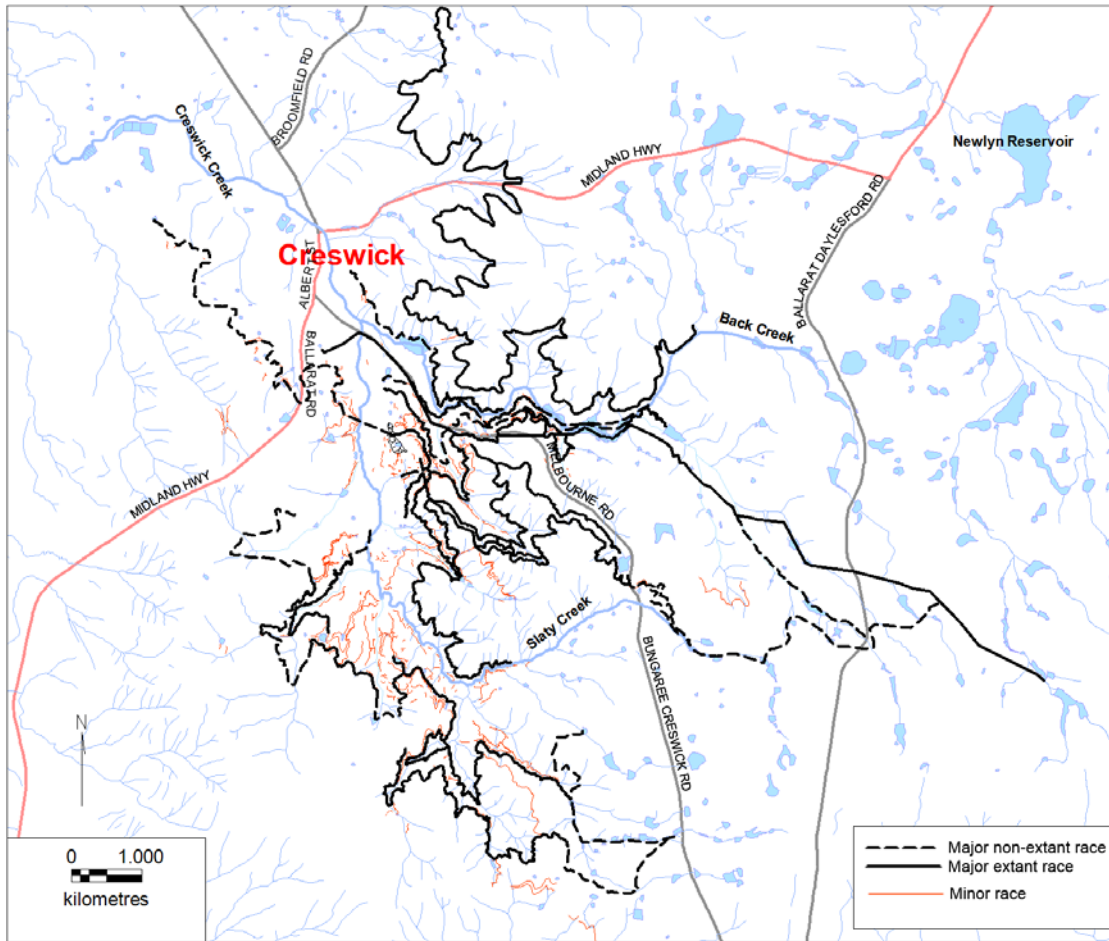 BROOMFIELD RD
Creswick Creek
Newlyn Reservoir
MIDLAND HWY
BALLARAT DAYLESFORD RD
Creswick
ALBERT ST
BALLARAT RD
Back Creek
MELBOURNE RD
MIDLAND HWY
Slaty Creek
BUNGAREE CRESWICK RD
N
0 1.000
kilometres
Major non-extant race
Major extant race
Minor race